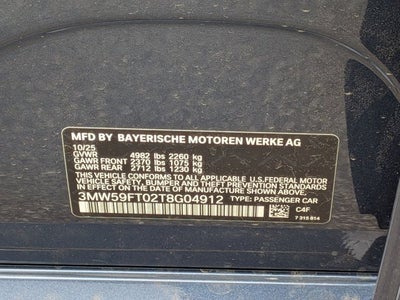 MFD BY BAYERISCHE MOTOREN WERKE AG
10/25
GVWR 4982 lbs 2260 kg
GAWR FRONT 2370 lbs 1075 kg
GAWR REAR 2712 lbs 1230 kg
THIS VEHICLE CONFORMS TO ALL APPLICABLE U.S. FEDERAL MOTOR
VEHICLE SAFETY, BUMPER AND THEFT PREVENTION STANDARDS
IN EFFECT ON THE DATE OF MANUFACTURE SHOWN ABOVE.
3MW59FT02T8G04912 TYPE: PASSENGER CAR
C4F
7 315 814